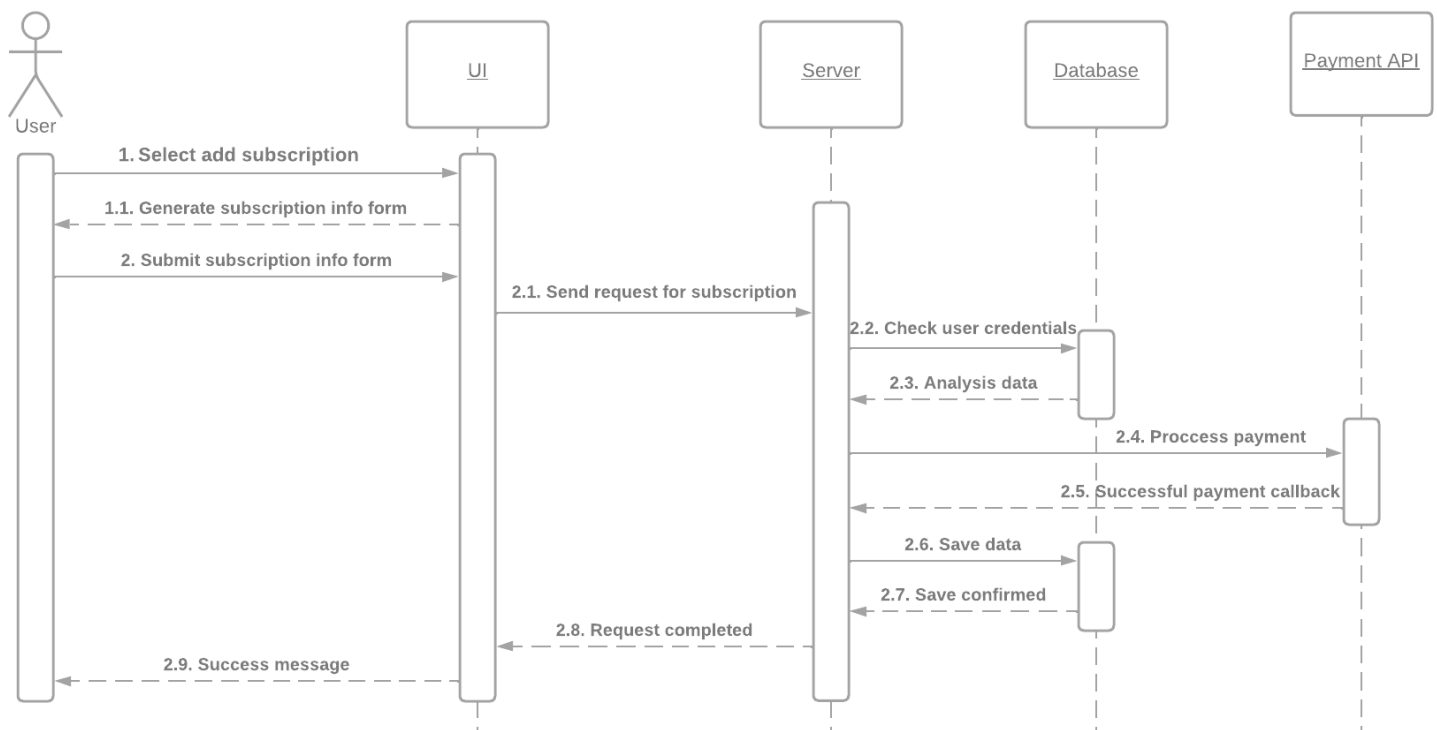 User
UI
Server
Database
Payment API
1. Select add subscription
1.1. Generate subscription info form
2. Submit subscription info form
2.1. Send request for subscription
2.2. Check user credentials
2.3. Analysis data
2.4. Proccess payment
2.5. Successful payment callback
2.6. Save data
2.7. Save confirmed
2.8. Request completed
2.9. Success message